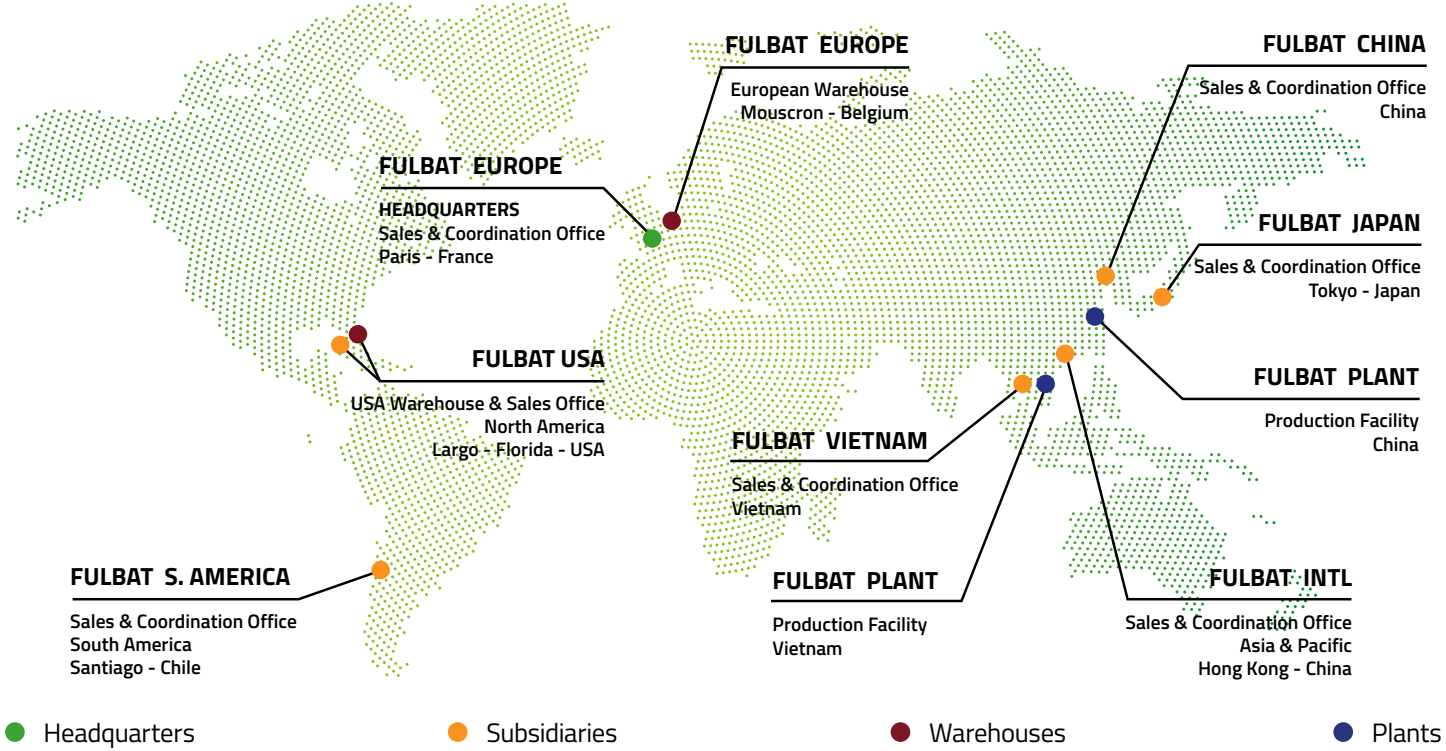 FULBAT EUROPE
European Warehouse
Mouscron - Belgium
FULBAT CHINA
Sales & Coordination Office
China
FULBAT EUROPE
HEADQUARTERS
Sales & Coordination Office
Paris - France
FULBAT JAPAN
Sales & Coordination Office
Tokyo - Japan
FULBAT USA
USA Warehouse & Sales Office
North America
Largo - Florida - USA
FULBAT PLANT
Production Facility
China
FULBAT VIETNAM
Sales & Coordination Office
Vietnam
FULBAT S. AMERICA
Sales & Coordination Office
South America
Santiago - Chile
FULBAT PLANT
Production Facility
Vietnam
FULBAT INTL
Sales & Coordination Office
Asia & Pacific
Hong Kong - China
Headquarters
Subsidiaries
Warehouses
Plants